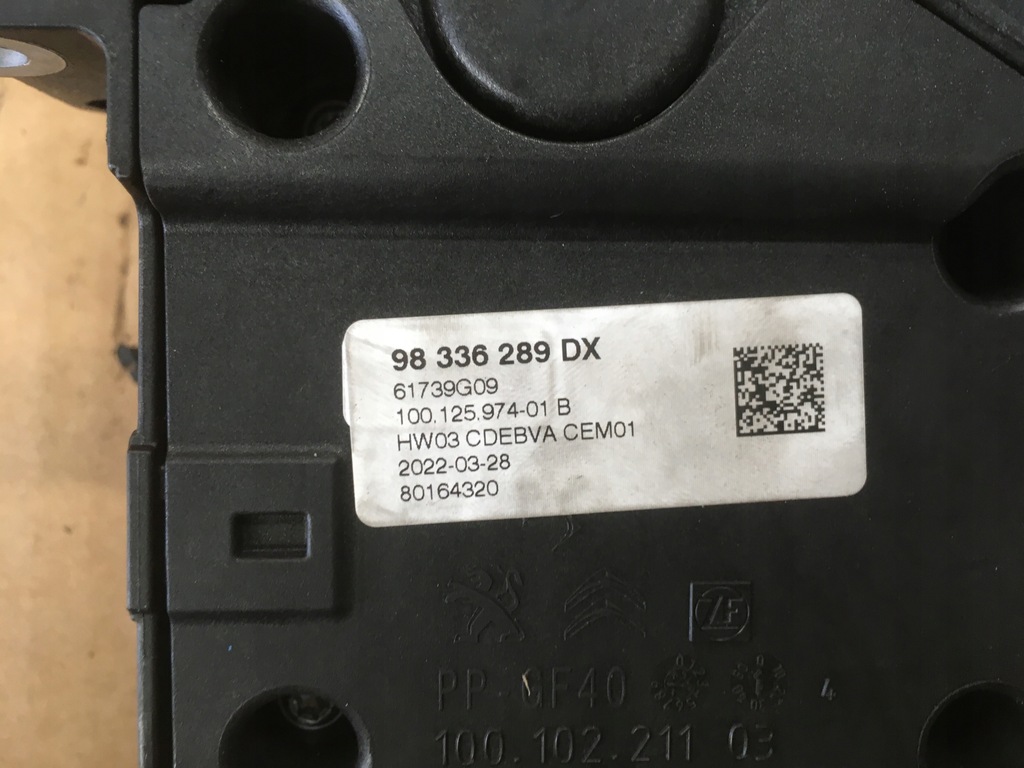 98 336 289 DX
61739G09
100.125.974-01 B
HW03 CDEBVA CEM01
2022-03-28
80164320
ZF
PP-GF40
4
100.102.211 03